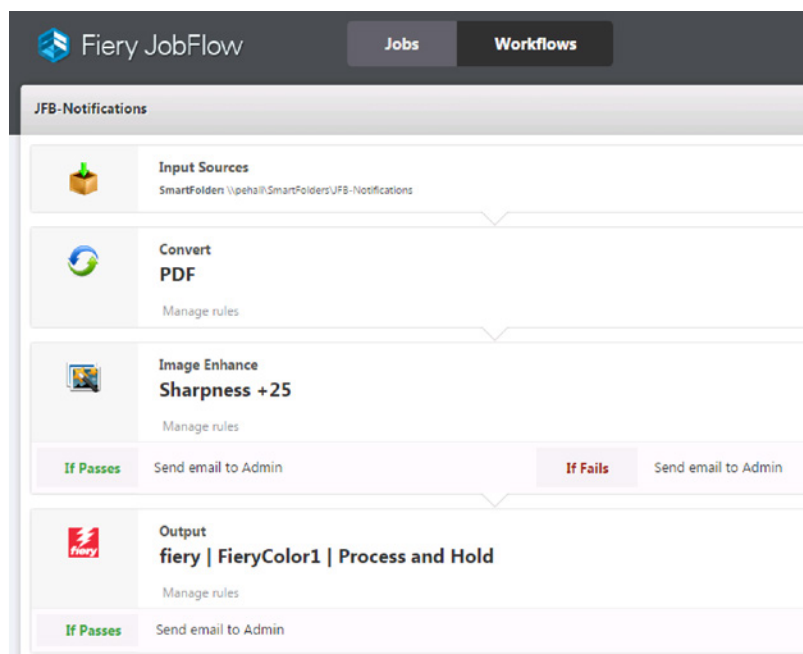 Fiery JobFlow
Jobs
Workflows
JFB-Notifications
Input Sources
SmartFolder: \\pehall\SmartFolders\JFB-Notifications
Convert
PDF
Manage rules
Image Enhance
Sharpness +25
Manage rules
If Passes Send email to Admin If Fails Send email to Admin
fiery
Output
fiery | FieryColor1 | Process and Hold
Manage rules
If Passes Send email to Admin